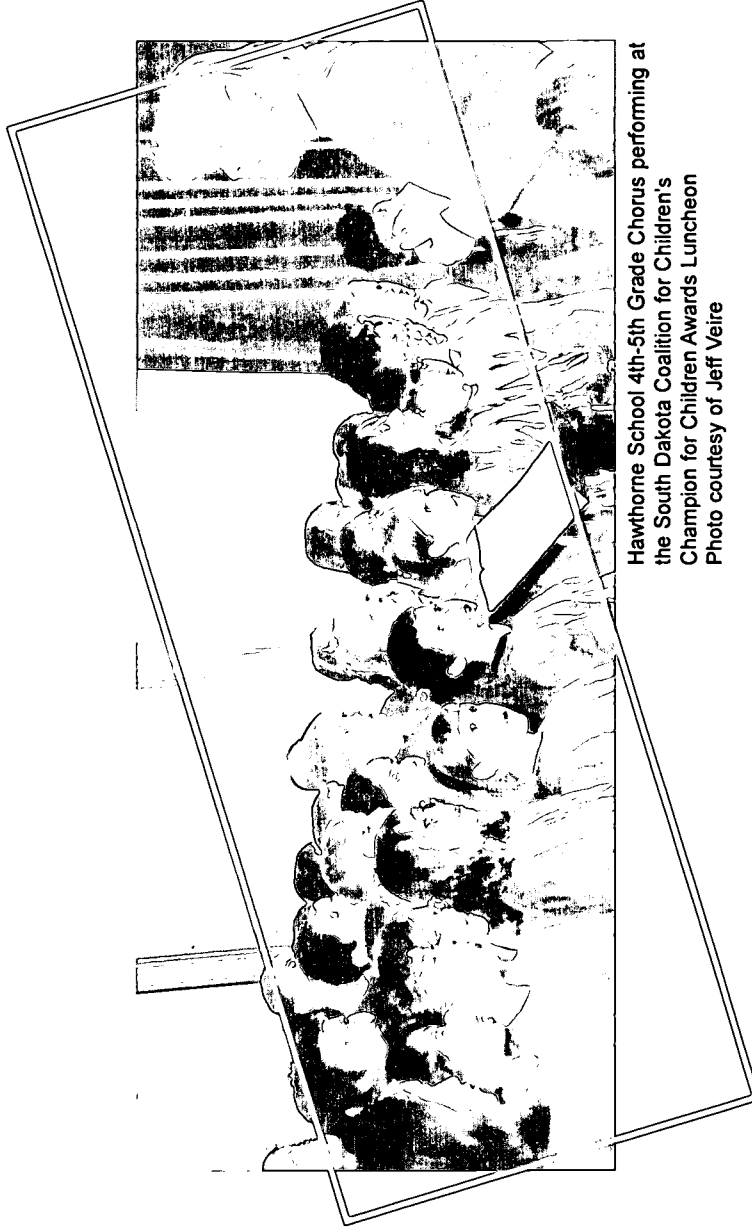 Hawthorne School 4th-5th Grade Chorus performing at
the South Dakota Coalition for Children's
Champion for Children Awards Luncheon
Photo courtesy of Jeff Veire